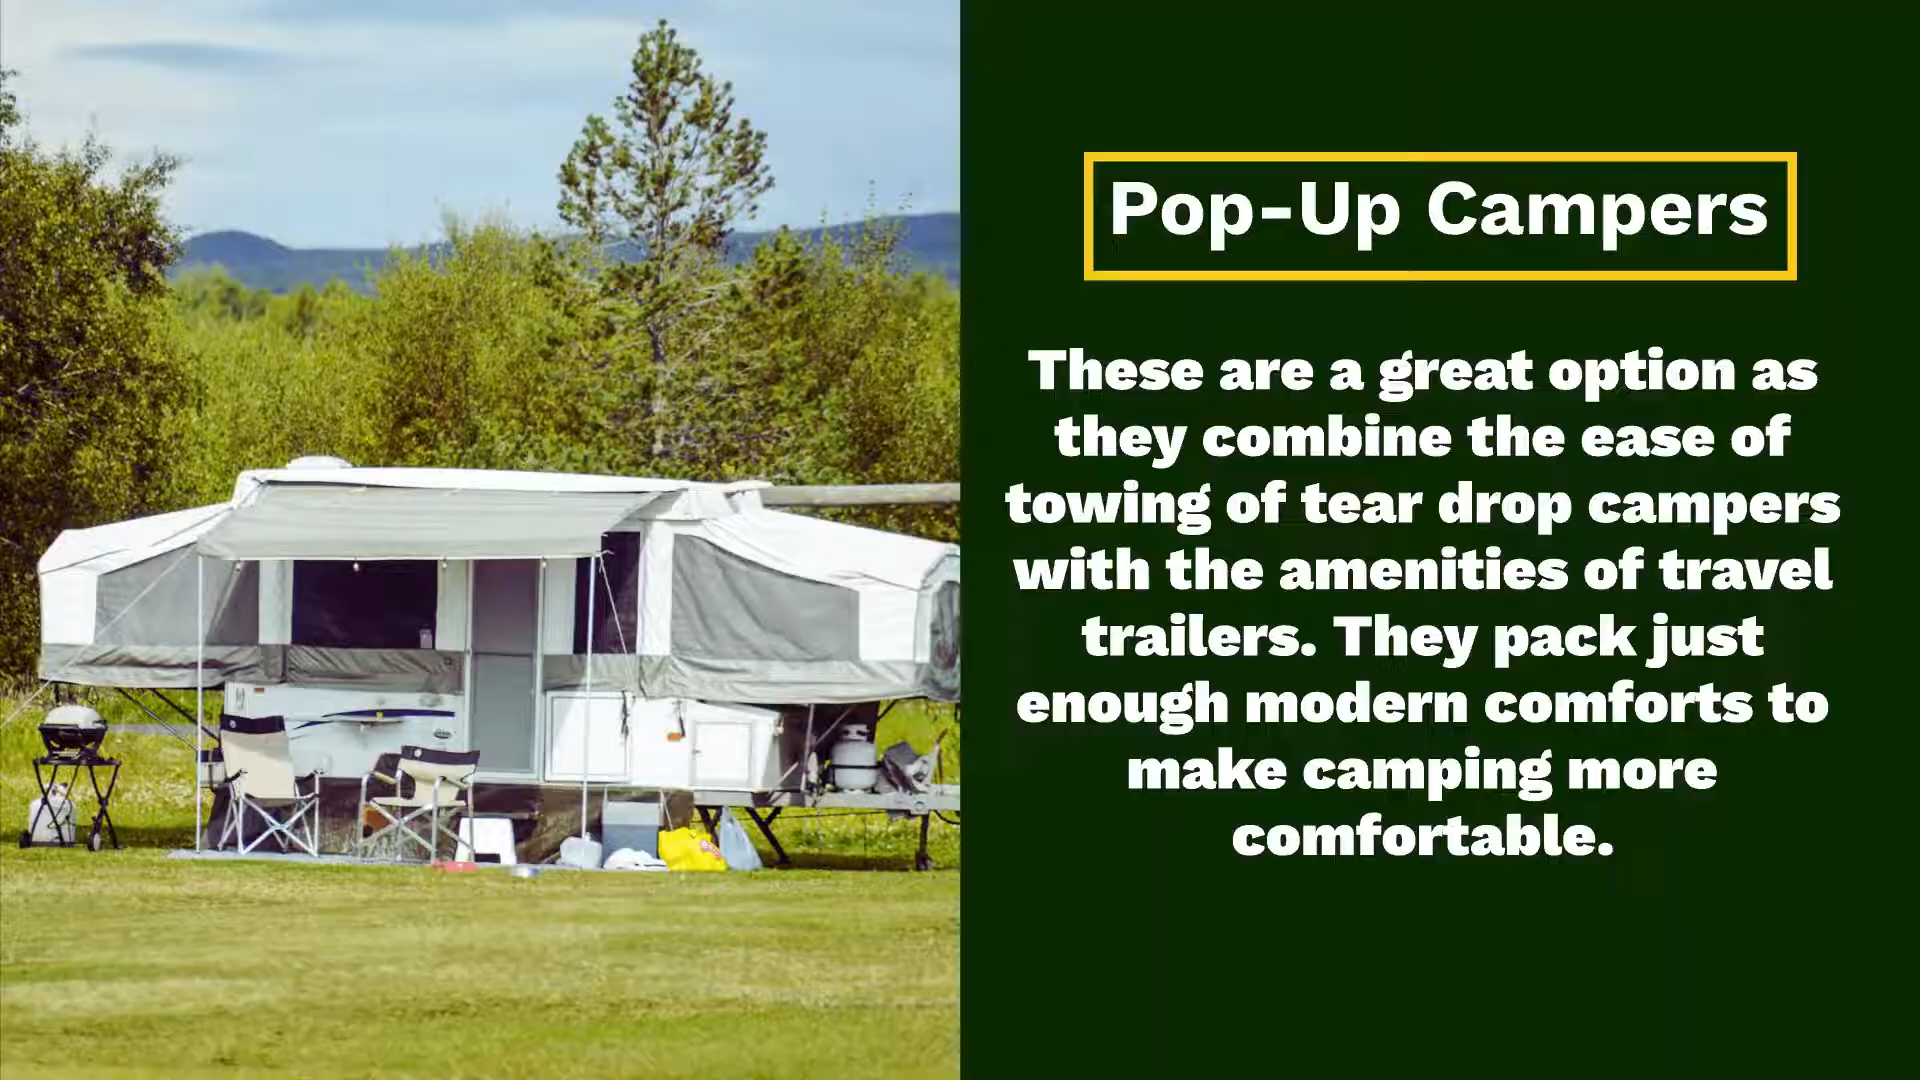 Pop-Up Campers
These are a great option as
they combine the ease of
towing of tear drop campers
with the amenities of travel
trailers. They pack just
enough modern comforts to
make camping more
comfortable.